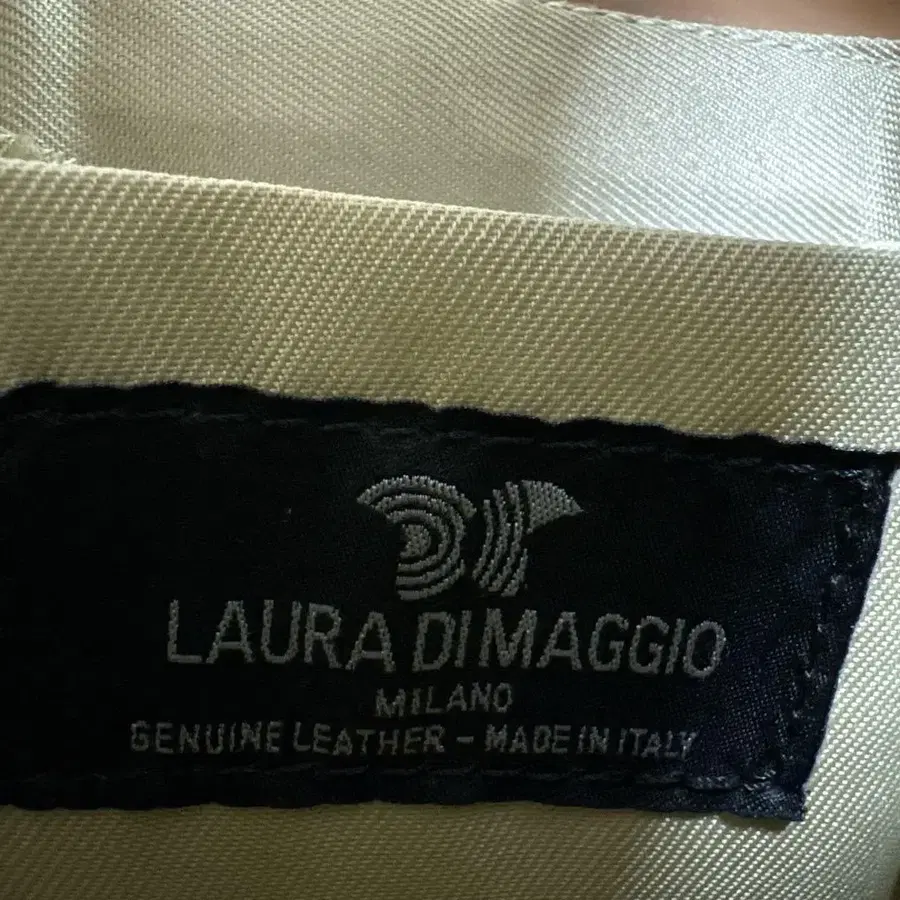 LAURA DI MAGGIO
MILANO
GENUINE LEATHER – MADE IN ITALY